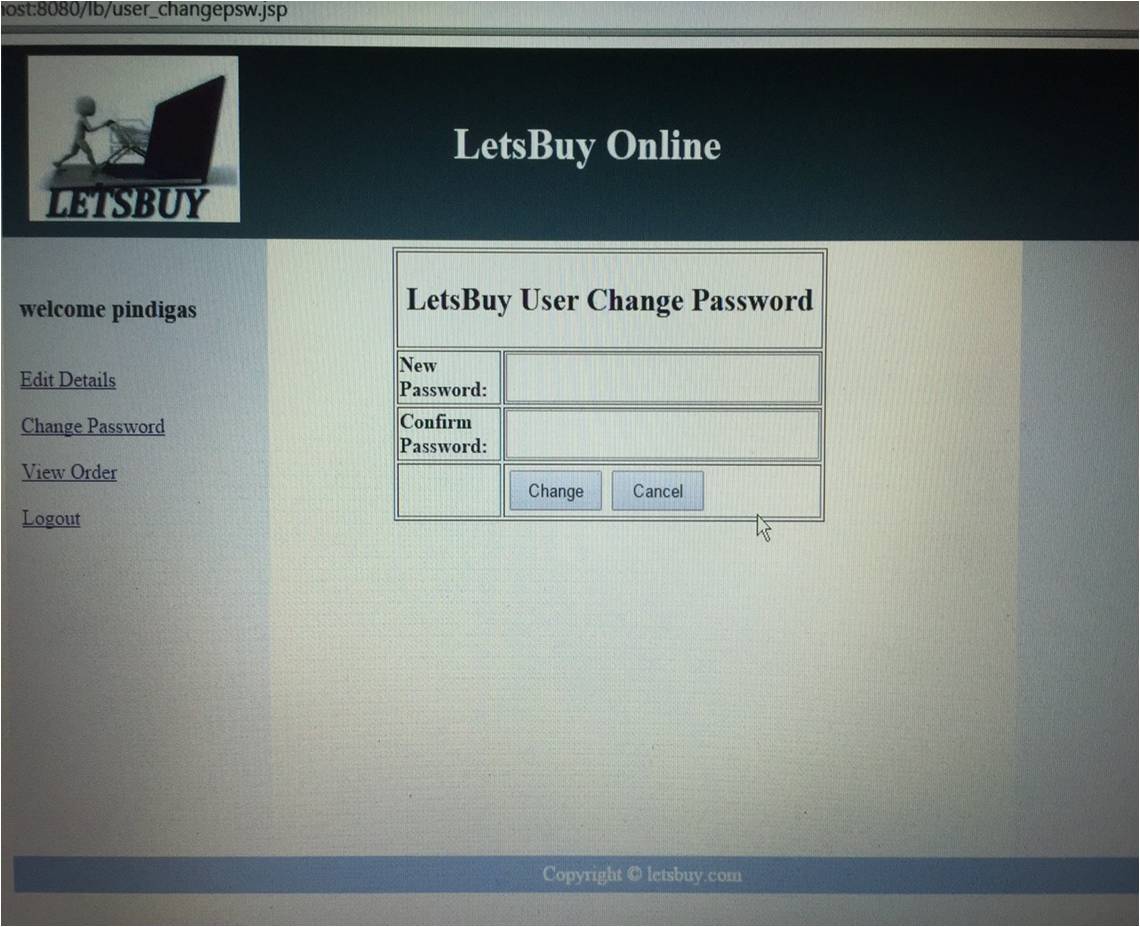 ost:8080/lb/user_changepsw.jsp
LETSBUY
LetsBuy Online
welcome pindigas
Edit Details
Change Password
View Order
Logout
LetsBuy User Change Password
New
Password:
Confirm
Password:
Change Cancel
Copyright © letsbuy.com